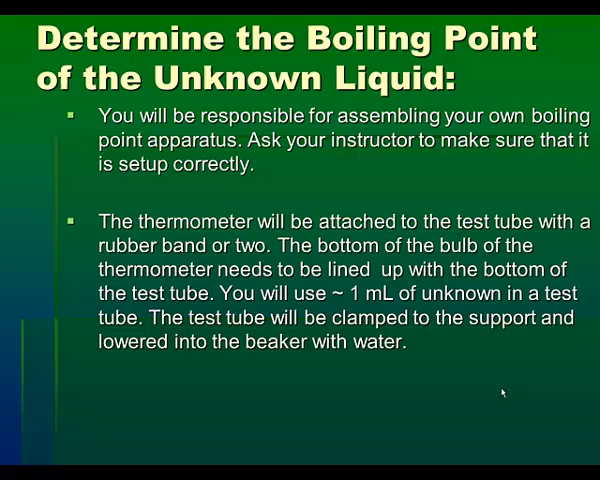 Determine the Boiling Point
of the Unknown Liquid:
You will be responsible for assembling your own boiling
point apparatus. Ask your instructor to make sure that it
is setup correctly.
The thermometer will be attached to the test tube with a
rubber band or two. The bottom of the bulb of the
thermometer needs to be lined  up with the bottom of
the test tube. You will use ~ 1 mL of unknown in a test
tube. The test tube will be clamped to the support and
lowered into the beaker with water.